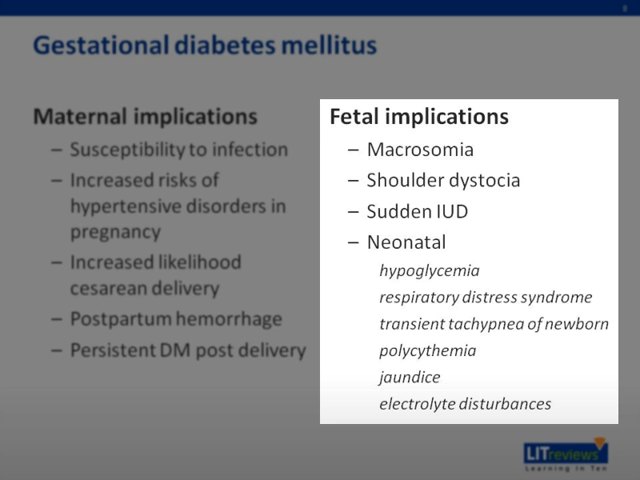 Gestational diabetes mellitus
Maternal implications
– Susceptibility to infection
– Increased risks of
hypertensive disorders in
pregnancy
– Increased likelihood
cesarean delivery
– Postpartum hemorrhage
– Persistent DM post delivery
Fetal implications
– Macrosomia
– Shoulder dystocia
– Sudden IUD
– Neonatal
hypoglycemia
respiratory distress syndrome
transient tachypnea of newborn
polycythemia
jaundice
electrolyte disturbances
LITreviews
Learning In Ten